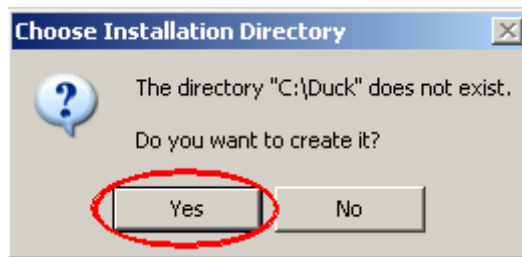 Choose Installation Directory
The directory "C:\Duck" does not exist.
Do you want to create it?
Yes No